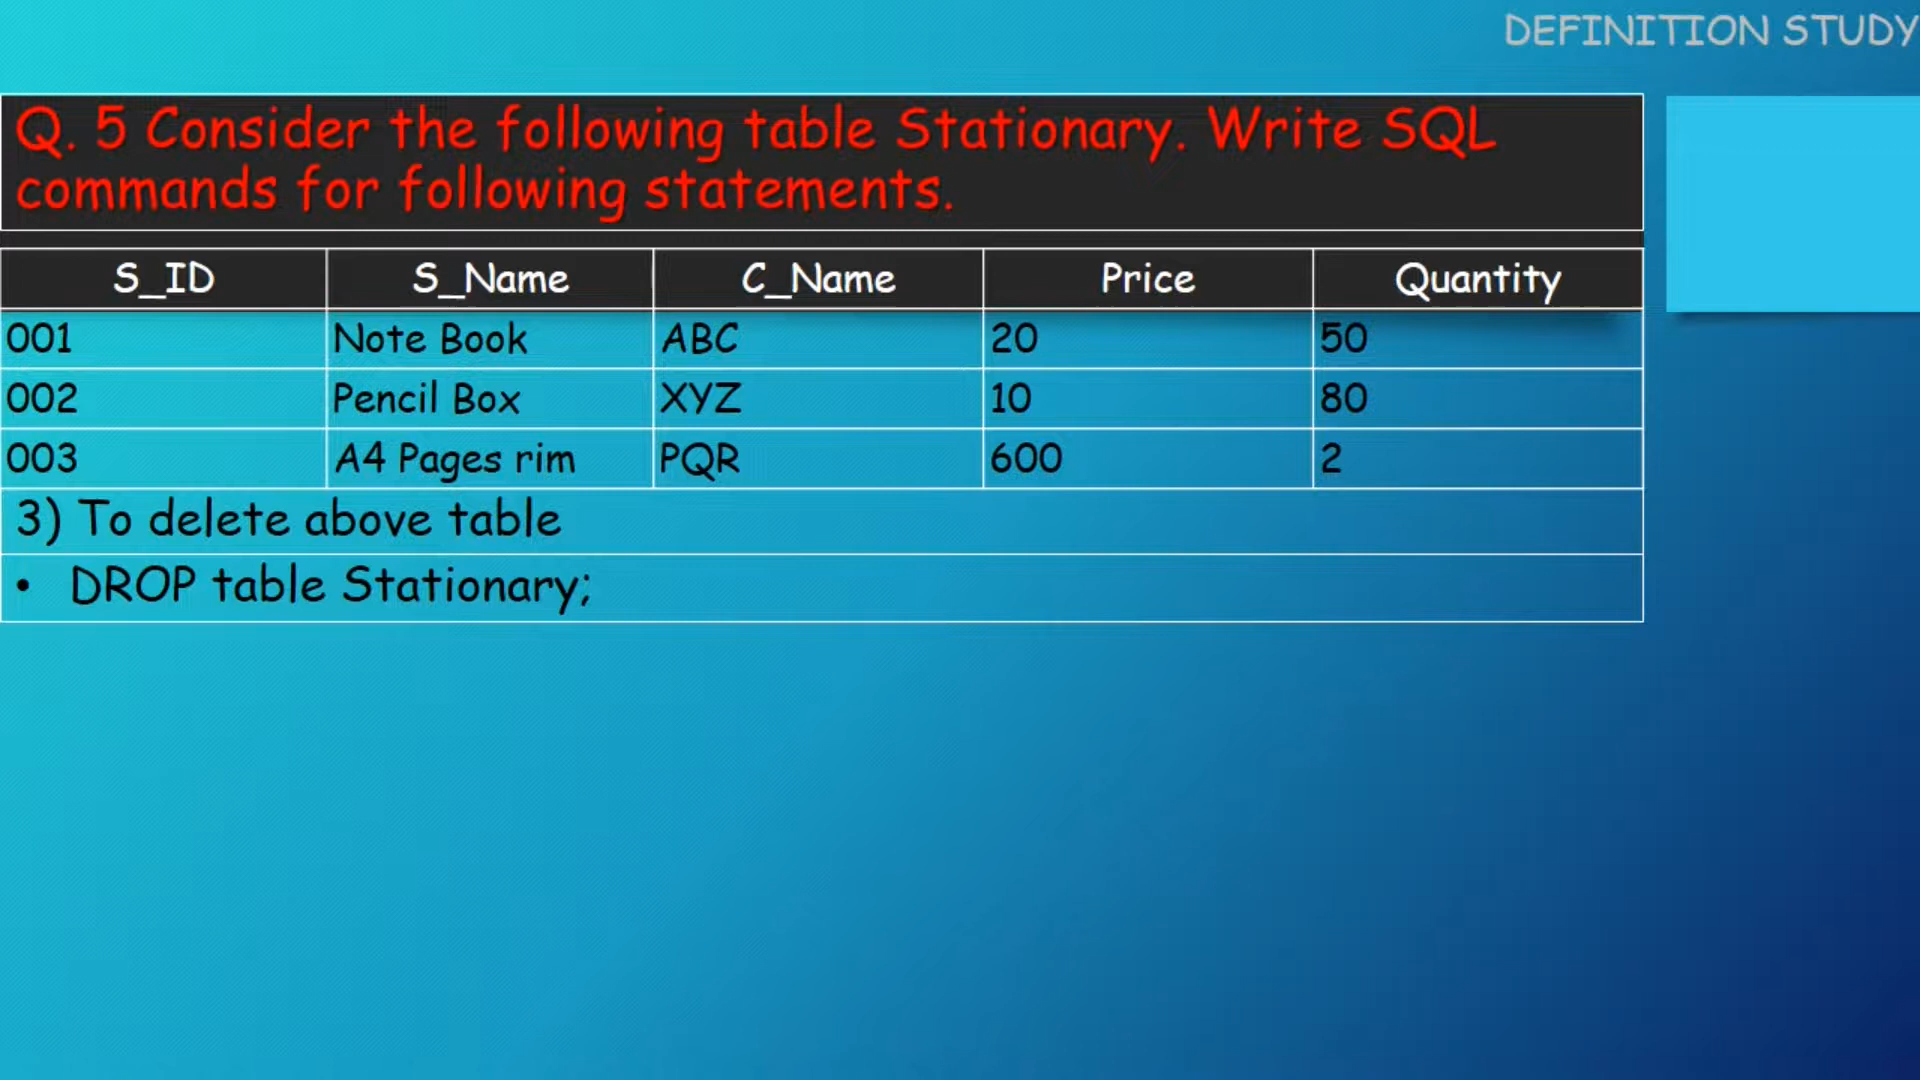 DEFINITION STUDY
Q. 5 Consider the following table Stationary. Write SQL
commands for following statements.
S_ID S_Name C_Name Price Quantity
001 Note Book ABC 20 50
002 Pencil Box XYZ 10 80
003 A4 Pages rim PQR 600 2
3) To delete above table
• DROP table Stationary;